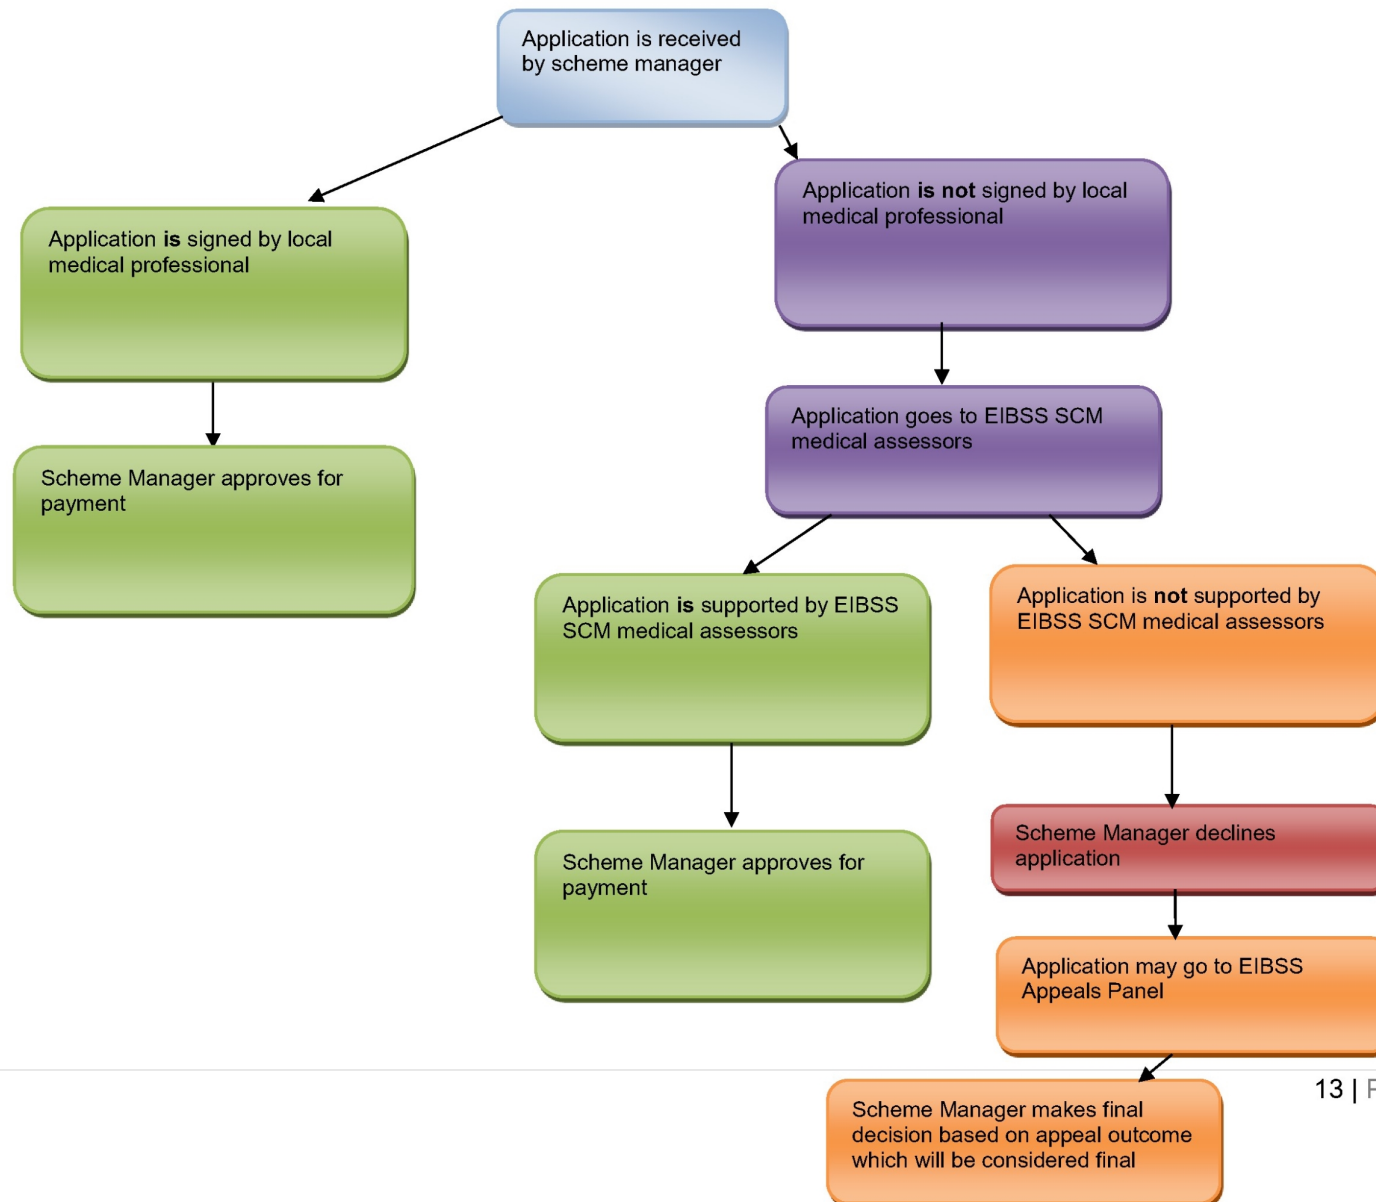 Application is received
by scheme manager
Application is not signed by local
medical professional
Application is signed by local
medical professional
Application goes to EIBSS SCM
medical assessors
Scheme Manager approves for
payment
Application is supported by EIBSS
SCM medical assessors
Application is not supported by
EIBSS SCM medical assessors
Scheme Manager declines
application
Scheme Manager approves for
payment
Application may go to EIBSS
Appeals Panel
13 |
Scheme Manager makes final
decision based on appeal outcome
which will be considered final